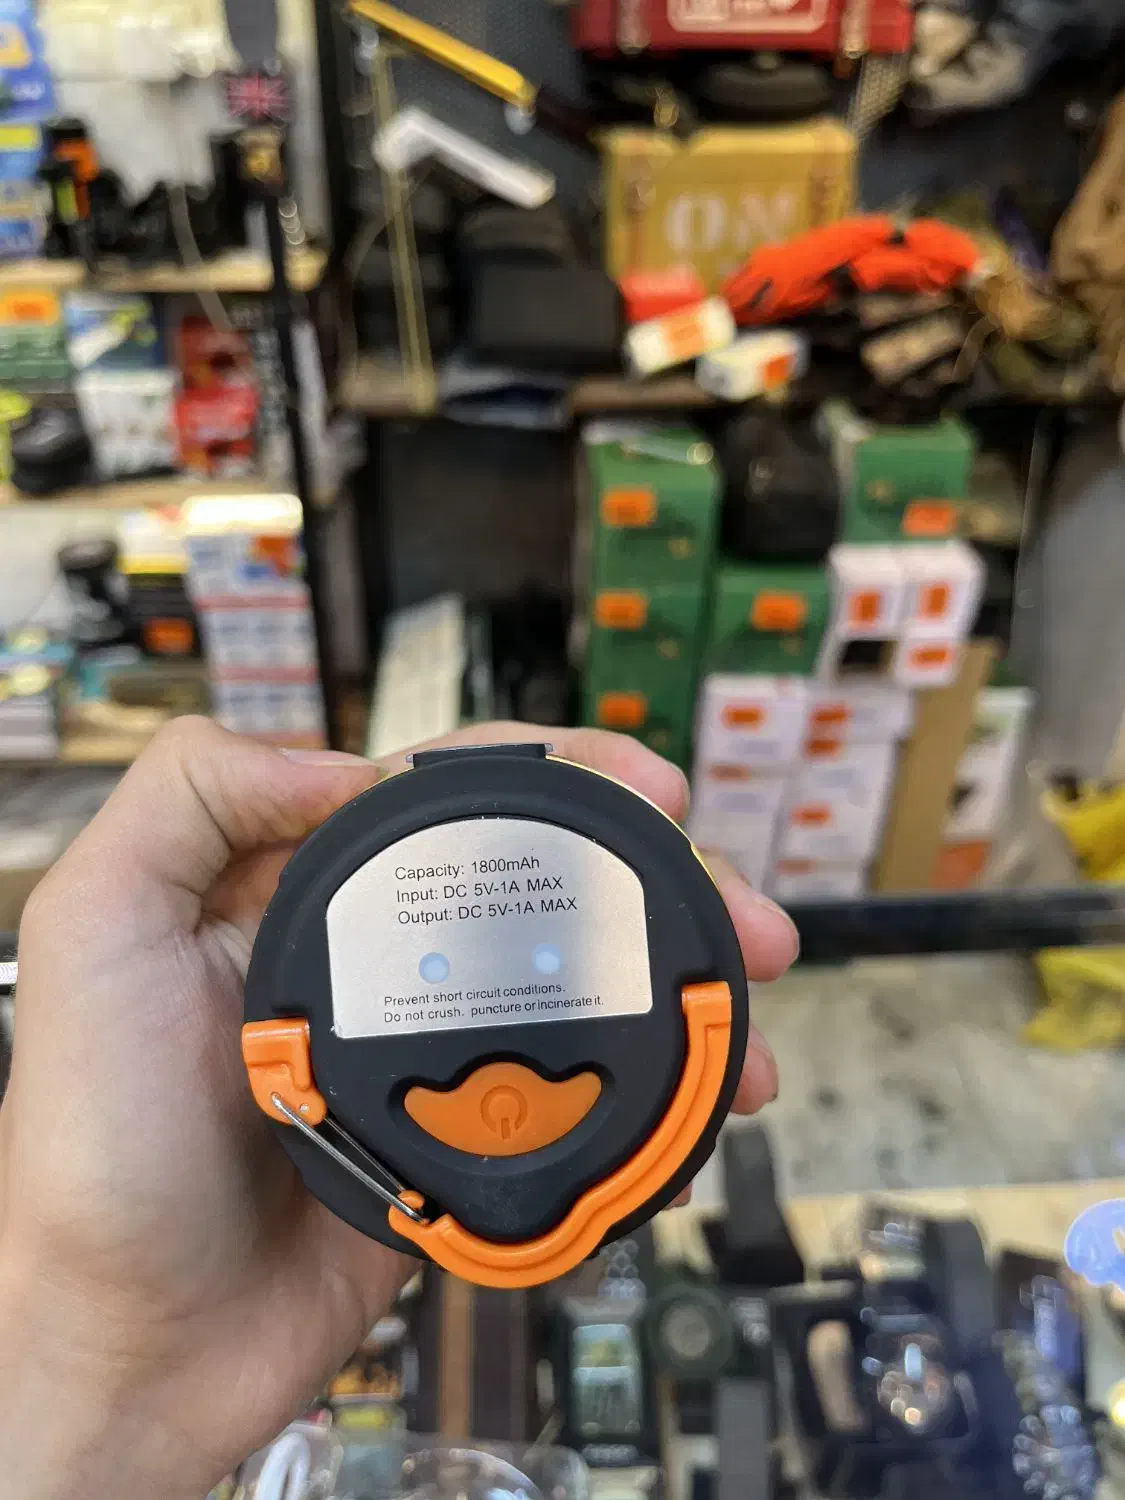 Capacity: 1800mAh
Input: DC 5V-1A MAX
Output: DC 5V-1A MAX
Prevent short circuit conditions.
Do not crush, puncture or incinerate it.